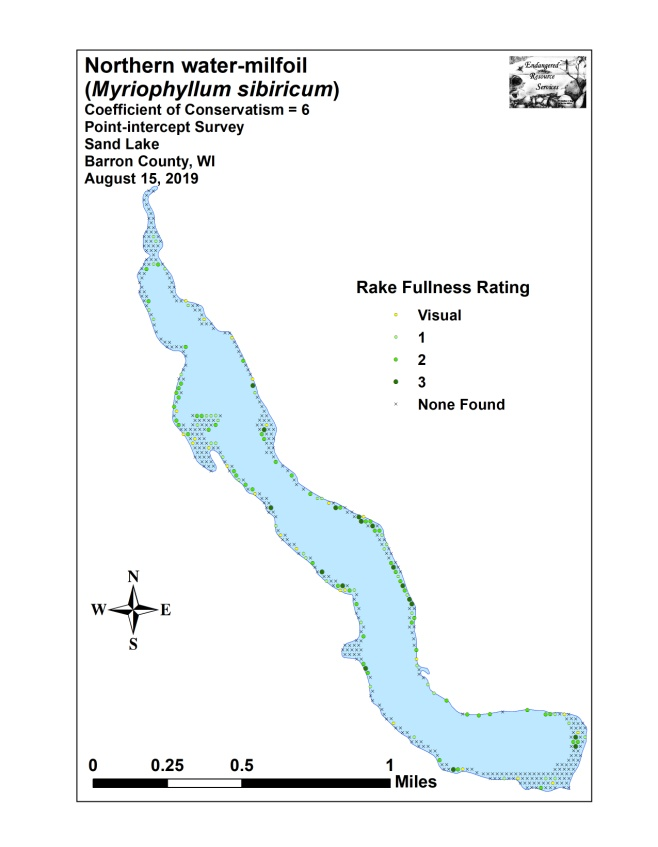 Northern water-milfoil
(Myriophyllum sibiricum)
Coefficient of Conservatism = 6
Point-intercept Survey
Sand Lake
Barron County, WI
August 15, 2019
Endangered
Resource
Services
Rake Fullness Rating
Visual
1
2
3
None Found
N
W E
S
0 0.25 0.5 1
Miles